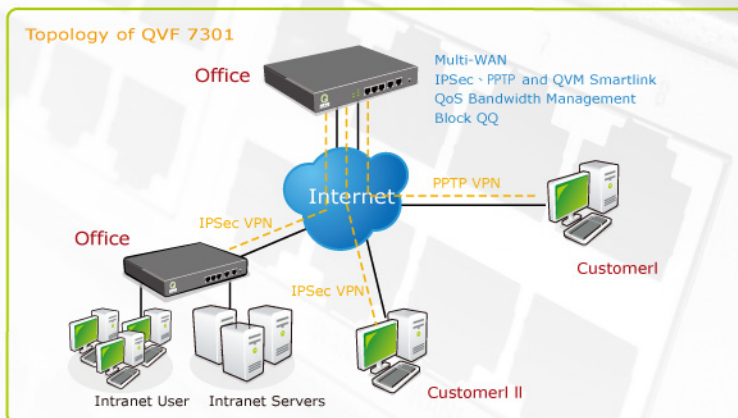 Topology of QVF 7301
Office
Multi-WAN
IPSec、PPTP and QVM Smartlink
QoS Bandwidth Management
Block QQ
Internet
PPTP VPN
IPSec VPN
Office
CustomerI
IPSec VPN
CustomerI II
Intranet User
Intranet Servers